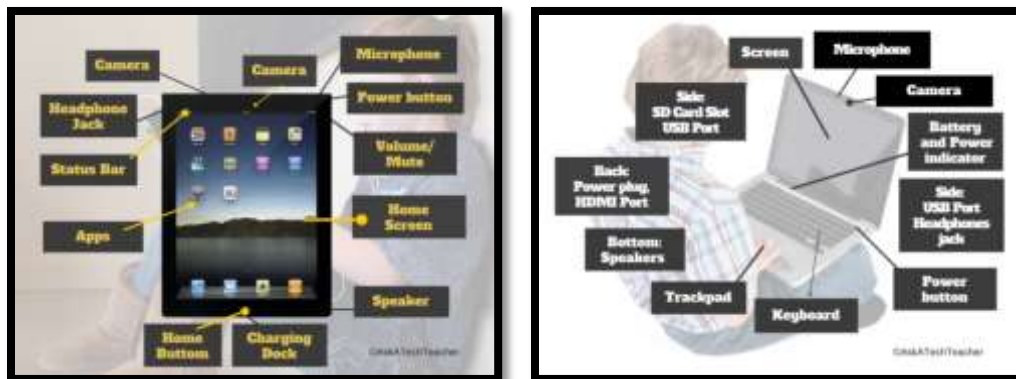 Camera
Camera
Microphone
Headphone
Jack
Power button
Status Bar
Volume/
Mute
Apps
Home
Screen
Speaker
Home
Buttom
Charging
Dock
©AskATechTeacher
Screen
Microphone
Camera
Side:
SD Card Slot
USB Port
Battery
and Power
indicator
Back:
Power plug,
HDMI Port
Side:
USB Port
Headphones
jack
Bottom:
Speakers
Trackpad
Keyboard
Power
button
©AskATechTeacher